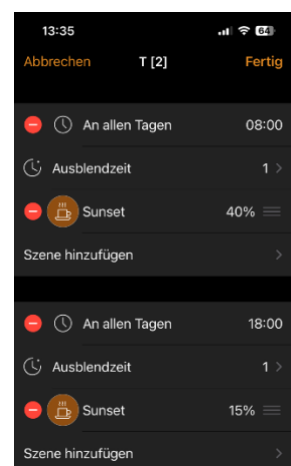 13:35 64
Abbrechen T [2] Fertig
An allen Tagen 08:00
Ausblendzeit 1
Sunset 40%
Szene hinzufügen
An allen Tagen 18:00
Ausblendzeit 1
Sunset 15%
Szene hinzufügen